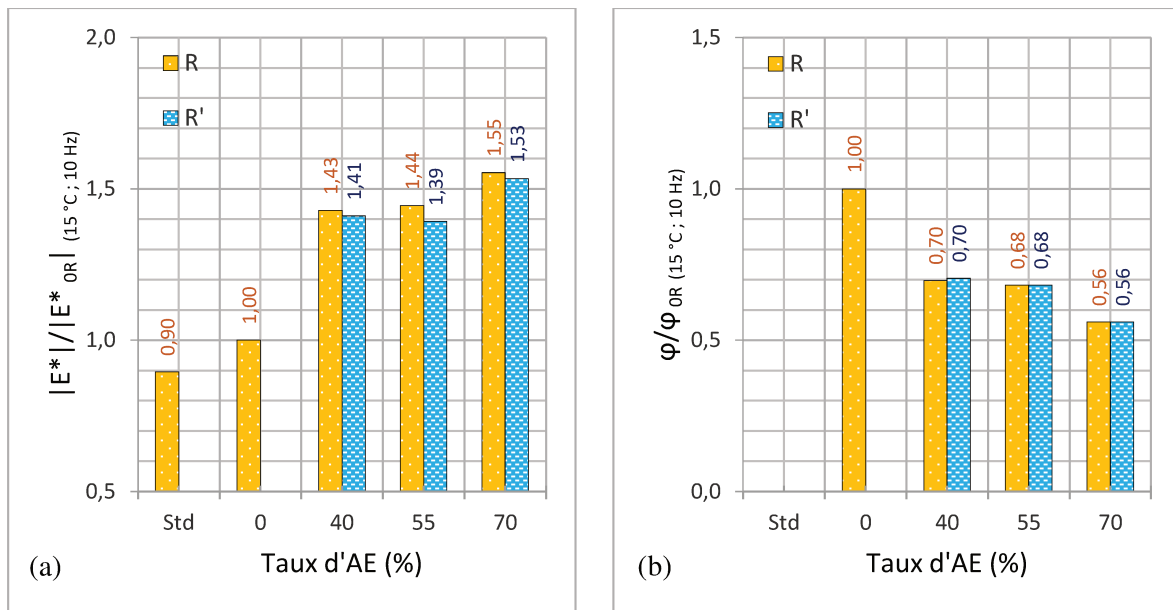 2,0
1,5
1,0
0,5
|E*|/|E* 0R| (15 °C ; 10 Hz)
R
R'
0,90
1,00
1,43
1,41
1,44
1,39
1,55
1,53
Std 0 40 55 70
Taux d'AE (%)
(a)
1,5
1,0
0,5
0,0
φ/φ 0R (15 °C ; 10 Hz)
R
R'
1,00
0,70
0,70
0,68
0,68
0,56
0,56
Std 0 40 55 70
Taux d'AE (%)
(b)